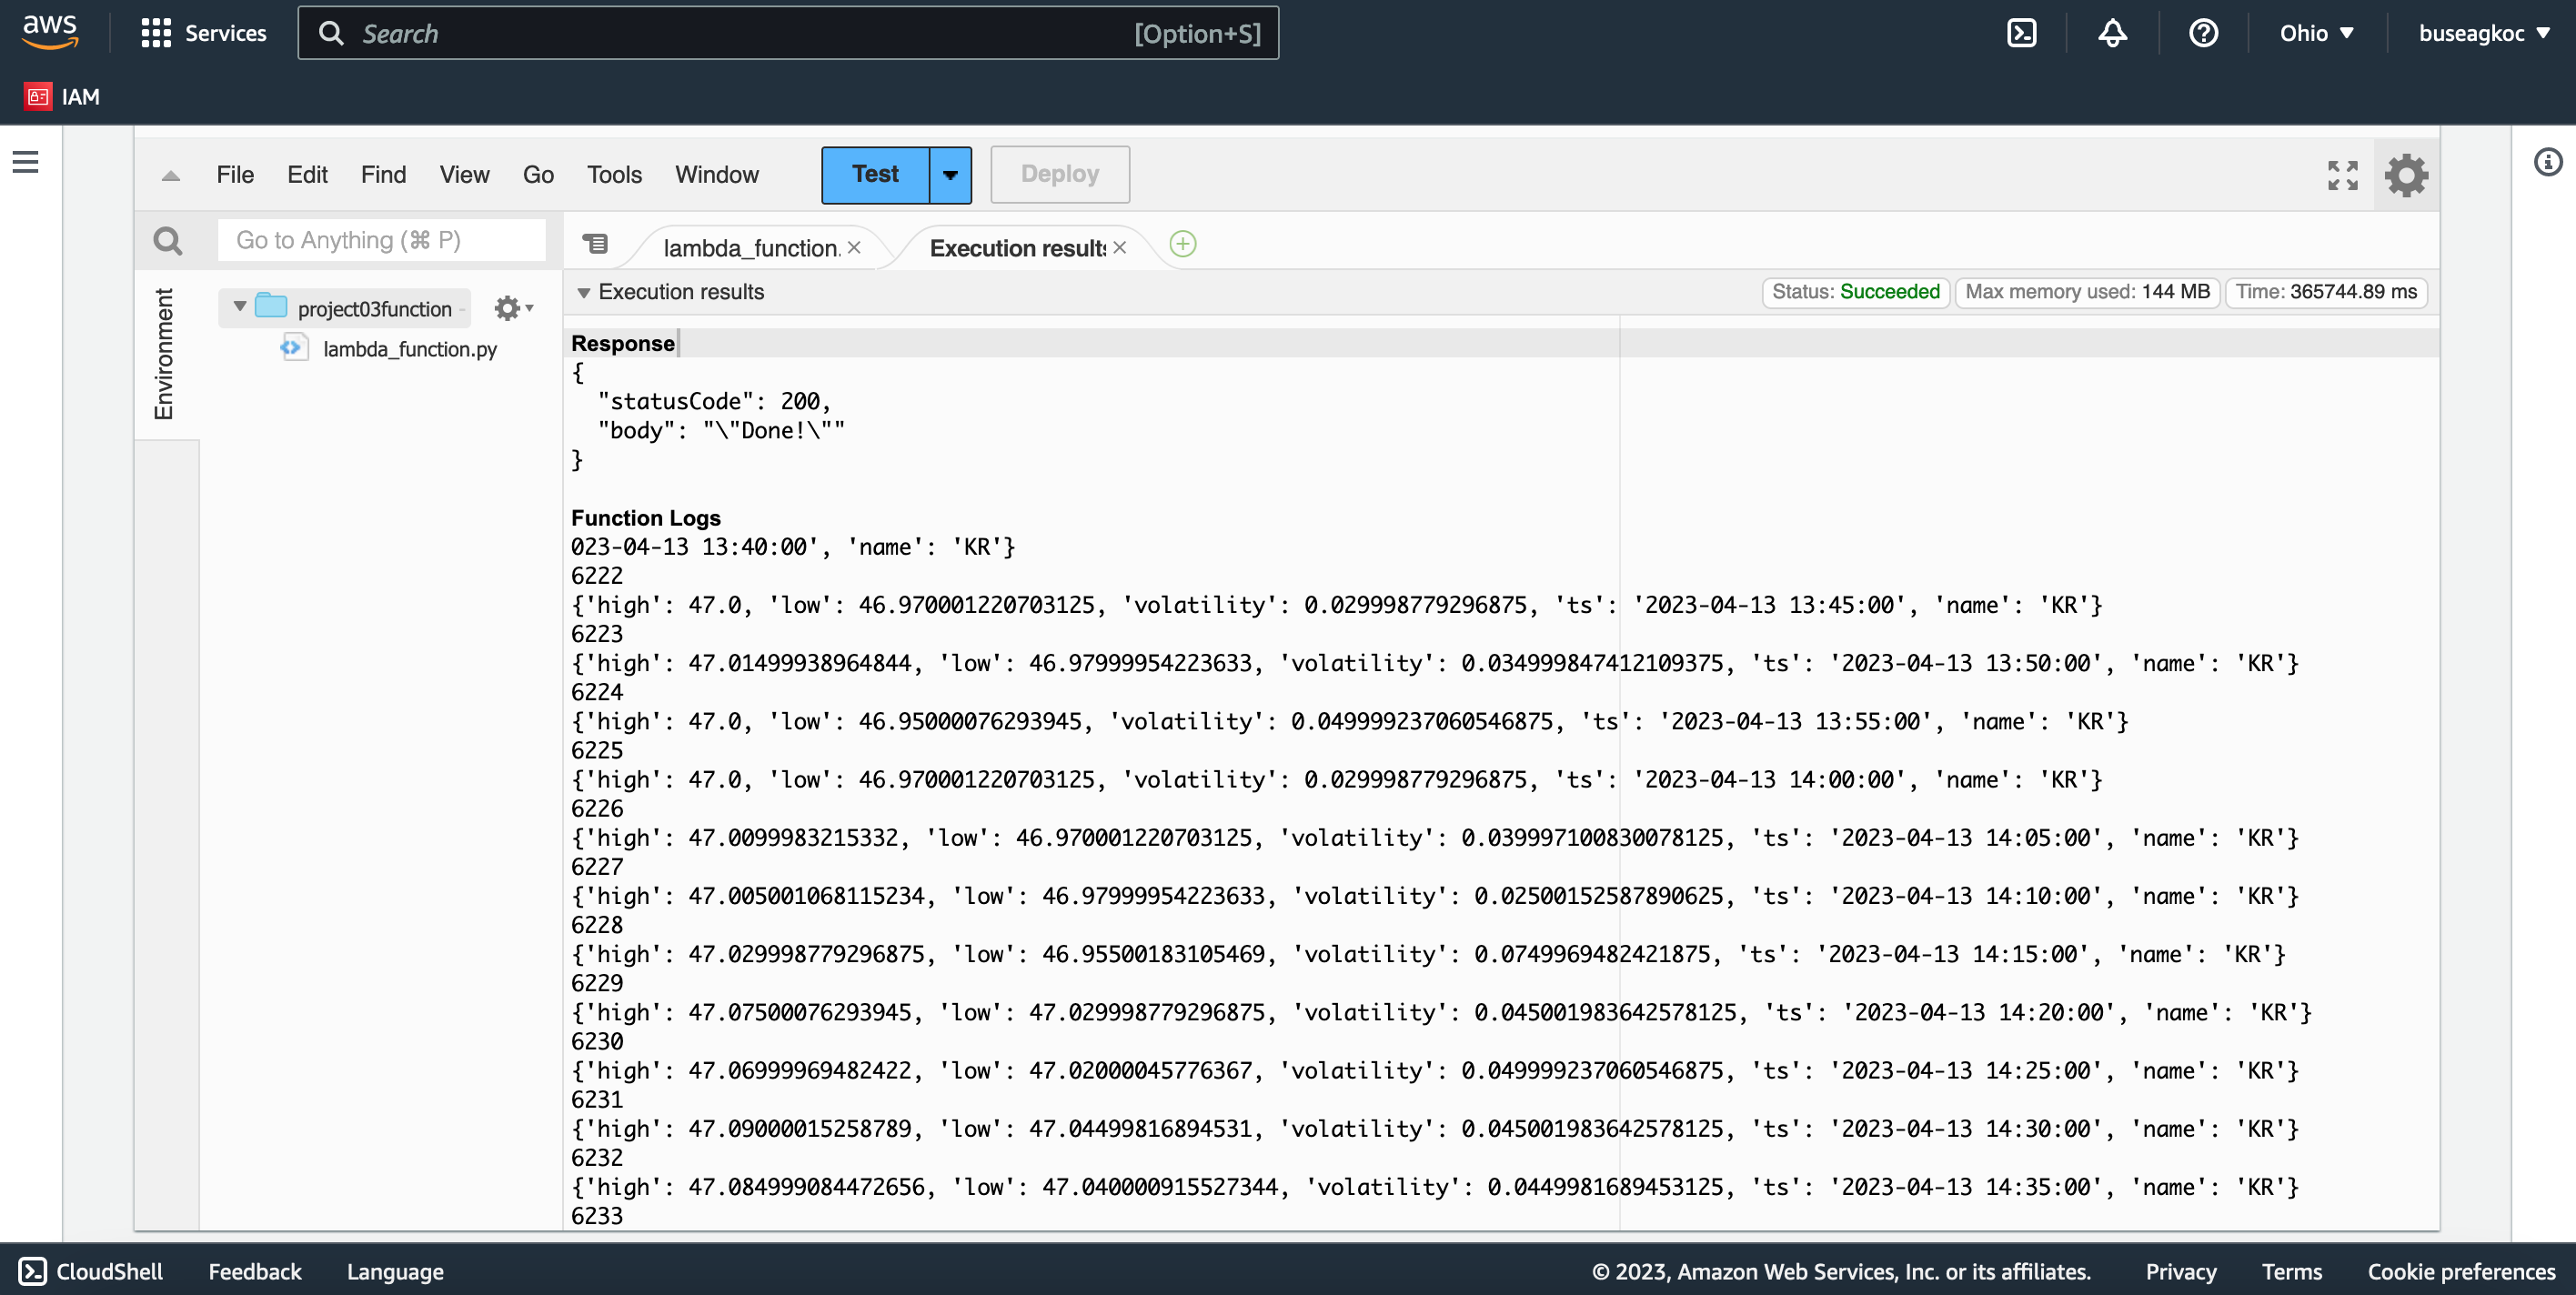 aws Services Search [Option+S] Ohio buseagkoc
IAM
File Edit Find View Go Tools Window Test Deploy
Go to Anything (⌘ P) lambda_function. Execution results
Environment
project03function -
lambda_function.py
Execution results Status: Succeeded Max memory used: 144 MB Time: 365744.89 ms
Response
{
"statusCode": 200,
"body": "\"Done!\""
}
Function Logs
023-04-13 13:40:00', 'name': 'KR'}
6222
{'high': 47.0, 'low': 46.970001220703125, 'volatility': 0.029998779296875, 'ts': '2023-04-13 13:45:00', 'name': 'KR'}
6223
{'high': 47.01499938964844, 'low': 46.97999954223633, 'volatility': 0.034999847412109375, 'ts': '2023-04-13 13:50:00', 'name': 'KR'}
6224
{'high': 47.0, 'low': 46.95000076293945, 'volatility': 0.049999237060546875, 'ts': '2023-04-13 13:55:00', 'name': 'KR'}
6225
{'high': 47.0, 'low': 46.970001220703125, 'volatility': 0.029998779296875, 'ts': '2023-04-13 14:00:00', 'name': 'KR'}
6226
{'high': 47.0099983215332, 'low': 46.970001220703125, 'volatility': 0.039997100830078125, 'ts': '2023-04-13 14:05:00', 'name': 'KR'}
6227
{'high': 47.005001068115234, 'low': 46.97999954223633, 'volatility': 0.02500152587890625, 'ts': '2023-04-13 14:10:00', 'name': 'KR'}
6228
{'high': 47.029998779296875, 'low': 46.95500183105469, 'volatility': 0.0749969482421875, 'ts': '2023-04-13 14:15:00', 'name': 'KR'}
6229
{'high': 47.07500076293945, 'low': 47.029998779296875, 'volatility': 0.045001983642578125, 'ts': '2023-04-13 14:20:00', 'name': 'KR'}
6230
{'high': 47.06999969482422, 'low': 47.02000045776367, 'volatility': 0.049999237060546875, 'ts': '2023-04-13 14:25:00', 'name': 'KR'}
6231
{'high': 47.09000015258789, 'low': 47.04499816894531, 'volatility': 0.045001983642578125, 'ts': '2023-04-13 14:30:00', 'name': 'KR'}
6232
{'high': 47.084999084472656, 'low': 47.040000915527344, 'volatility': 0.0449981689453125, 'ts': '2023-04-13 14:35:00', 'name': 'KR'}
6233
CloudShell Feedback Language © 2023, Amazon Web Services, Inc. or its affiliates. Privacy Terms Cookie preferences